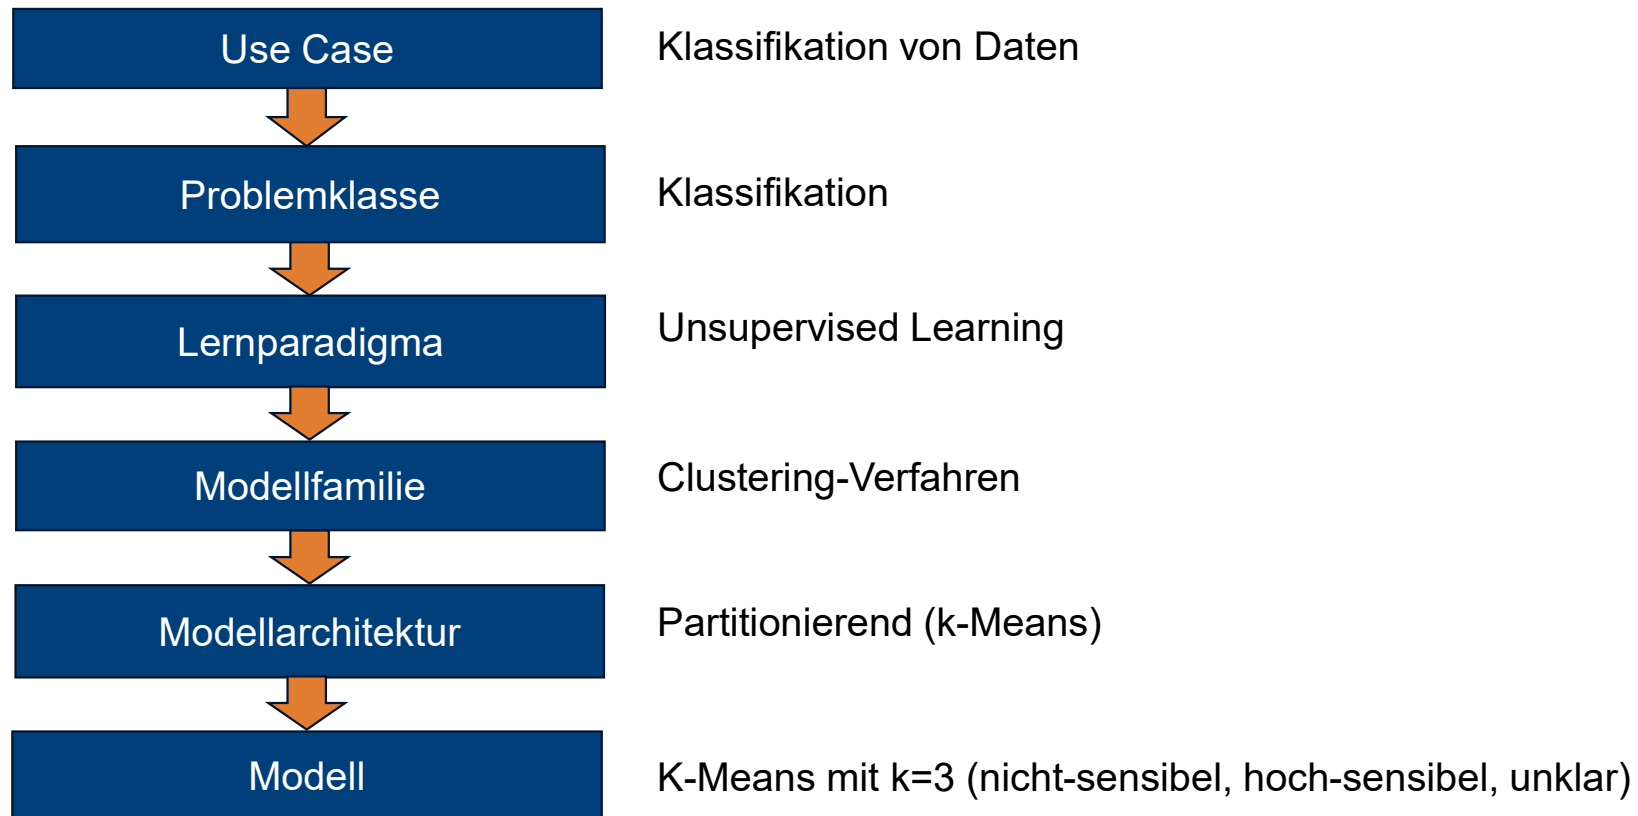 Use Case
Klassifikation von Daten
Problemklasse
Klassifikation
Lernparadigma
Unsupervised Learning
Modellfamilie
Clustering-Verfahren
Modellarchitektur
Partitionierend (k-Means)
Modell
K-Means mit k=3 (nicht-sensibel, hoch-sensibel, unklar)